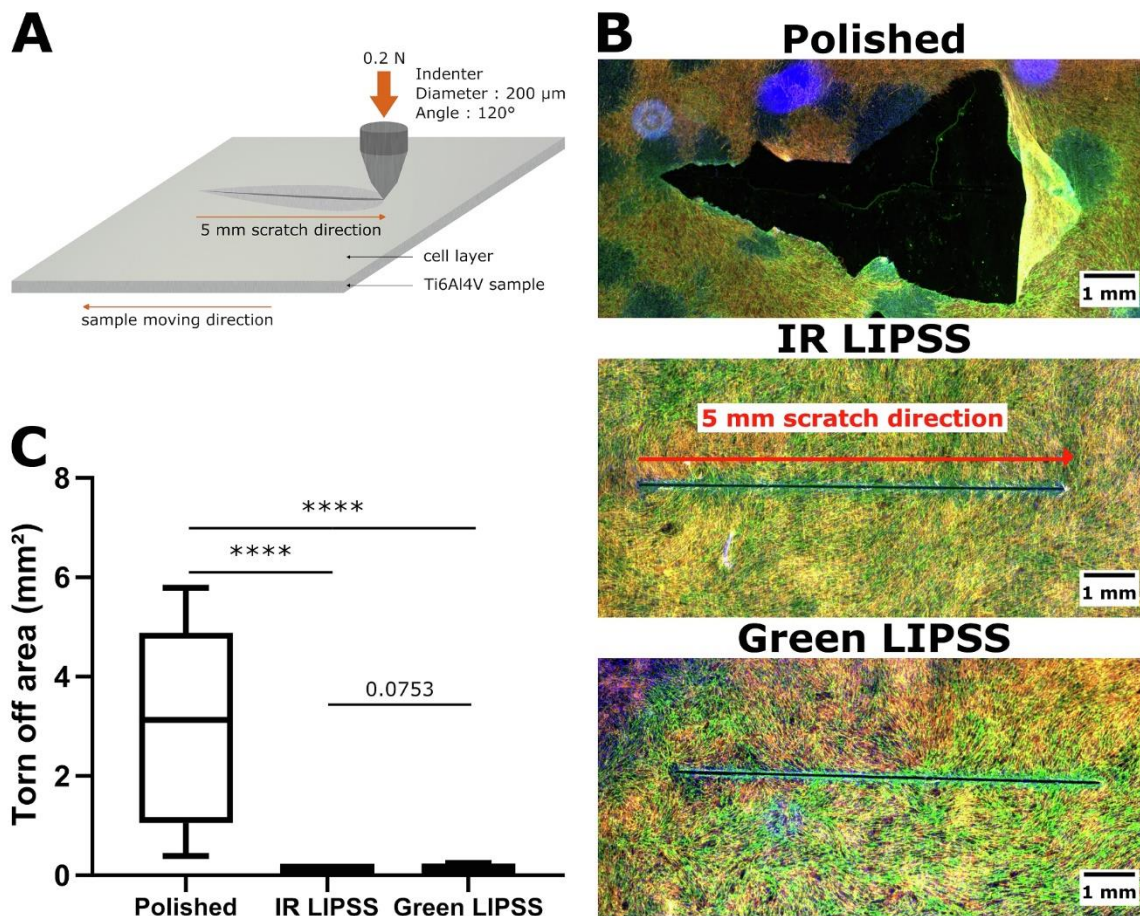 A
0.2 N
Indenter
Diameter : 200 µm
Angle : 120°
5 mm scratch direction
cell layer
Ti6Al4V sample
sample moving direction
B
Polished
1 mm
IR LIPSS
5 mm scratch direction
1 mm
Green LIPSS
1 mm
C
Torn off area (mm²)
8
6
4
2
0
****
****
0.0753
Polished
IR LIPSS
Green LIPSS